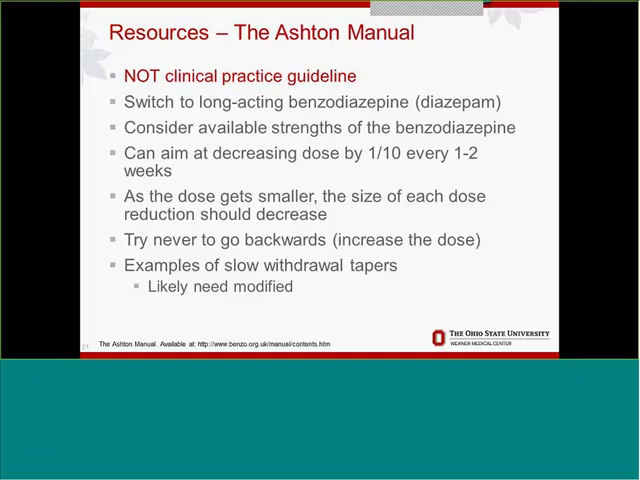 Resources – The Ashton Manual
NOT clinical practice guideline
Switch to long-acting benzodiazepine (diazepam)
Consider available strengths of the benzodiazepine
Can aim at decreasing dose by 1/10 every 1-2
weeks
As the dose gets smaller, the size of each dose
reduction should decrease
Try never to go backwards (increase the dose)
Examples of slow withdrawal tapers
Likely need modified
THE OHIO STATE UNIVERSITY
WEXNER MEDICAL CENTER
21
The Ashton Manual. Available at: http://www.benzo.org.uk/manual/contents.htm